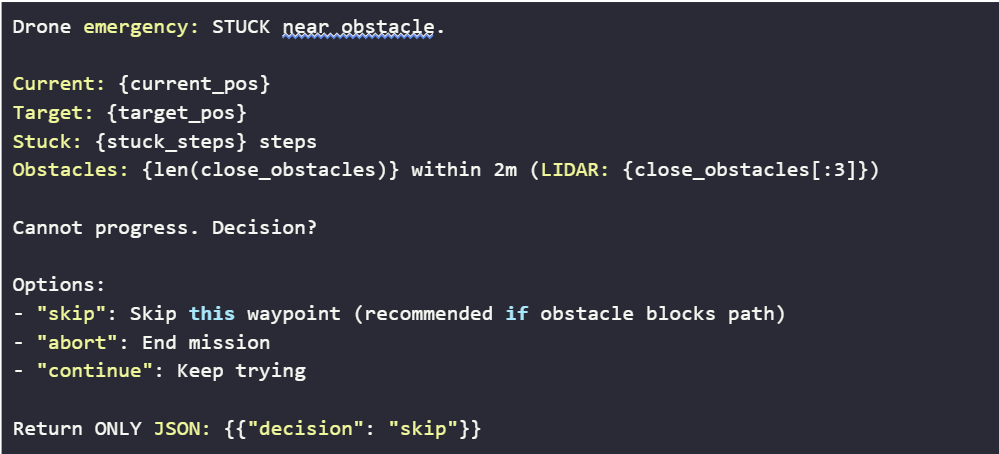 Drone emergency: STUCK near obstacle.
Current: {current_pos}
Target: {target_pos}
Stuck: {stuck_steps} steps
Obstacles: {len(close_obstacles)} within 2m (LIDAR: {close_obstacles[:3]})
Cannot progress. Decision?
Options:
- "skip": Skip this waypoint (recommended if obstacle blocks path)
- "abort": End mission
- "continue": Keep trying
Return ONLY JSON: {{"decision": "skip"}}